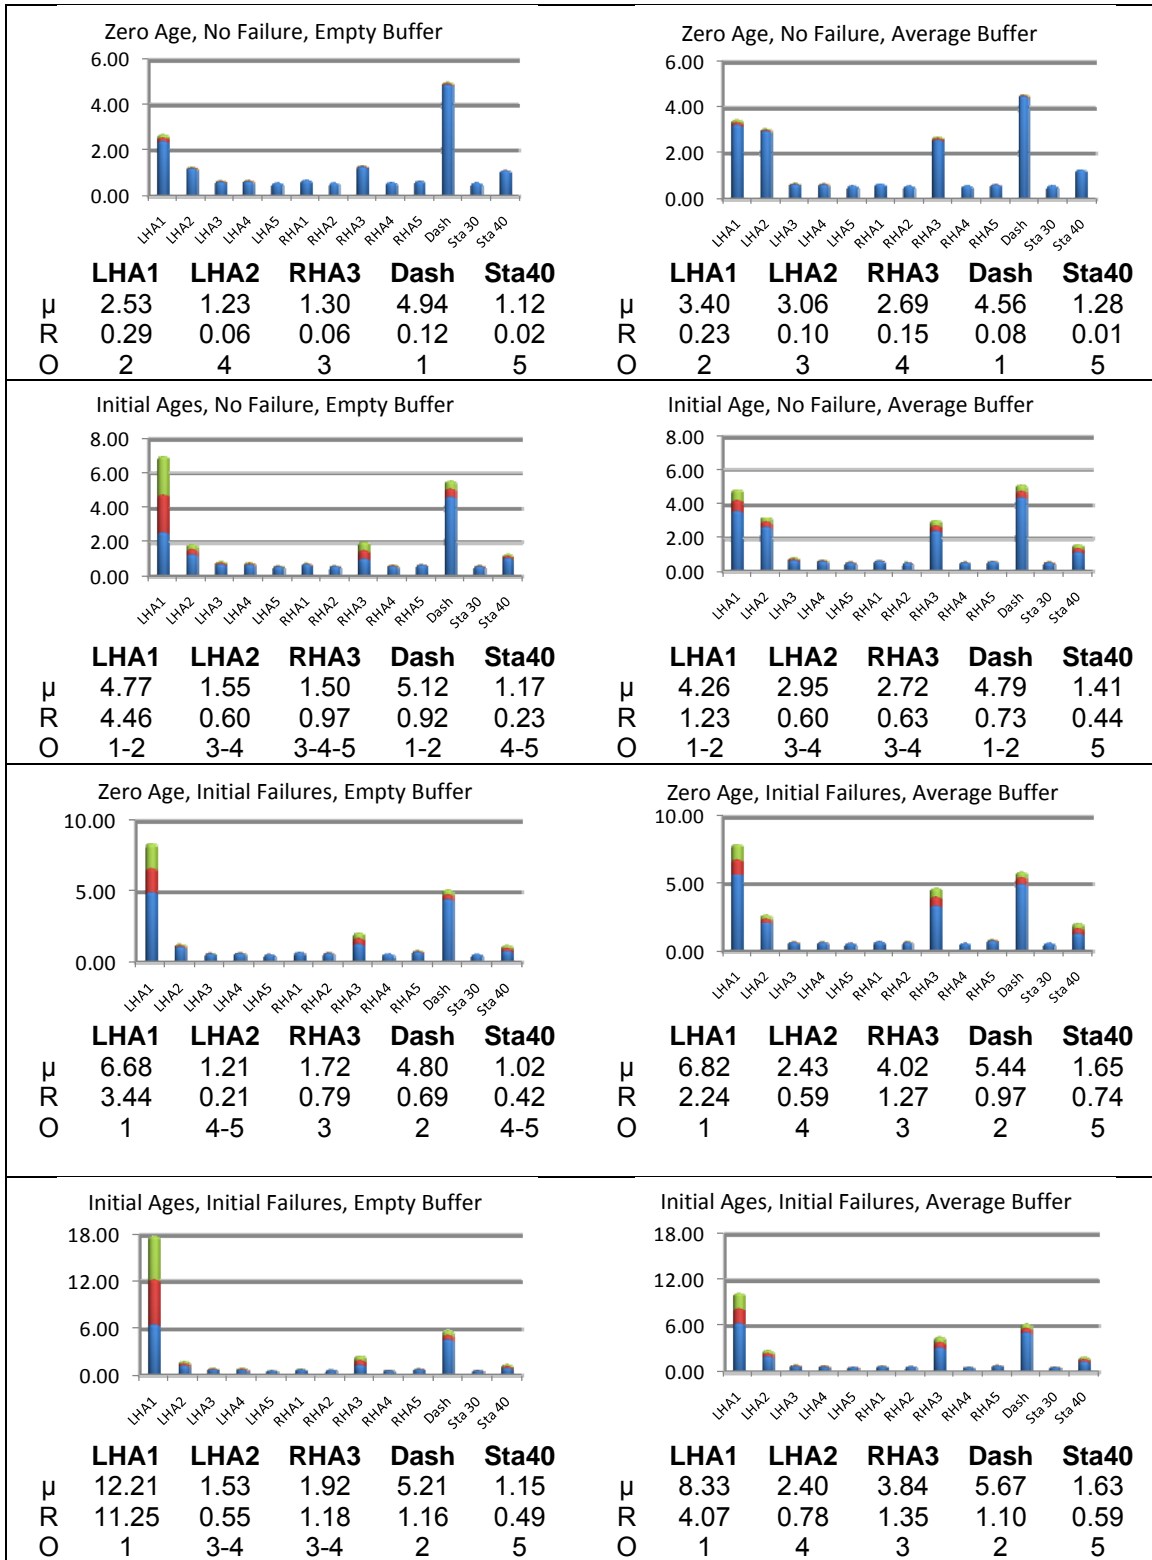 Zero Age, No Failure, Empty Buffer
6.00
4.00
2.00
0.00
LHA1 LHA2 LHA3 LHA4 LHA5 RHA1 RHA2 RHA3 RHA4 RHA5 Dash Sta 30 Sta 40
LHA1 LHA2 RHA3 Dash Sta40
μ 2.53 1.23 1.30 4.94 1.12
R 0.29 0.06 0.06 0.12 0.02
O 2 4 3 1 5
Zero Age, No Failure, Average Buffer
6.00
4.00
2.00
0.00
LHA1 LHA2 LHA3 LHA4 LHA5 RHA1 RHA2 RHA3 RHA4 RHA5 Dash Sta 30 Sta 40
LHA1 LHA2 RHA3 Dash Sta40
3.40 3.06 2.69 4.56 1.28
R 0.23 0.10 0.15 0.08 0.01
O 2 3 4 1 5
Initial Ages, No Failure, Empty Buffer
8.00
6.00
4.00
2.00
0.00
LHA1 LHA2 LHA3 LHA4 LHA5 RHA1 RHA2 RHA3 RHA4 RHA5 Dash Sta 30 Sta 40
LHA1 LHA2 RHA3 Dash Sta40
μ 4.77 1.55 1.50 5.12 1.17
R 4.46 0.60 0.97 0.92 0.23
O 1-2 3-4 3-4-5 1-2 4-5
Initial Age, No Failure, Average Buffer
8.00
6.00
4.00
2.00
0.00
LHA1 LHA2 LHA3 LHA4 LHA5 RHA1 RHA2 RHA3 RHA4 RHA5 Dash Sta 30 Sta 40
LHA1 LHA2 RHA3 Dash Sta40
μ 4.26 2.95 2.72 4.79 1.41
R 1.23 0.60 0.63 0.73 0.44
O 1-2 3-4 3-4 1-2 5
Zero Age, Initial Failures, Empty Buffer
10.00
5.00
0.00
LHA1 LHA2 LHA3 LHA4 LHA5 RHA1 RHA2 RHA3 RHA4 RHA5 Dash Sta 30 Sta 40
LHA1 LHA2 RHA3 Dash Sta40
μ 6.68 1.21 1.72 4.80 1.02
R 3.44 0.21 0.79 0.69 0.42
O 1 4-5 3 2 4-5
Zero Age, Initial Failures, Average Buffer
10.00
5.00
0.00
LHA1 LHA2 LHA3 LHA4 LHA5 RHA1 RHA2 RHA3 RHA4 RHA5 Dash Sta 30 Sta 40
LHA1 LHA2 RHA3 Dash Sta40
μ 6.82 2.43 4.02 5.44 1.65
R 2.24 0.59 1.27 0.97 0.74
O 1 4 3 2 5
Initial Ages, Initial Failures, Empty Buffer
18.00
12.00
6.00
0.00
LHA1 LHA2 LHA3 LHA4 LHA5 RHA1 RHA2 RHA3 RHA4 RHA5 Dash Sta 30 Sta 40
LHA1 LHA2 RHA3 Dash Sta40
μ 12.21 1.53 1.92 5.21 1.15
R 11.25 0.55 1.18 1.16 0.49
O 1 3-4 3-4 2 5
Initial Ages, Initial Failures, Average Buffer
18.00
12.00
6.00
0.00
LHA1 LHA2 LHA3 LHA4 LHA5 RHA1 RHA2 RHA3 RHA4 RHA5 Dash Sta 30 Sta 40
LHA1 LHA2 RHA3 Dash Sta40
μ 8.33 2.40 3.84 5.67 1.63
R 4.07 0.78 1.35 1.10 0.59
O 1 4 3 2 5